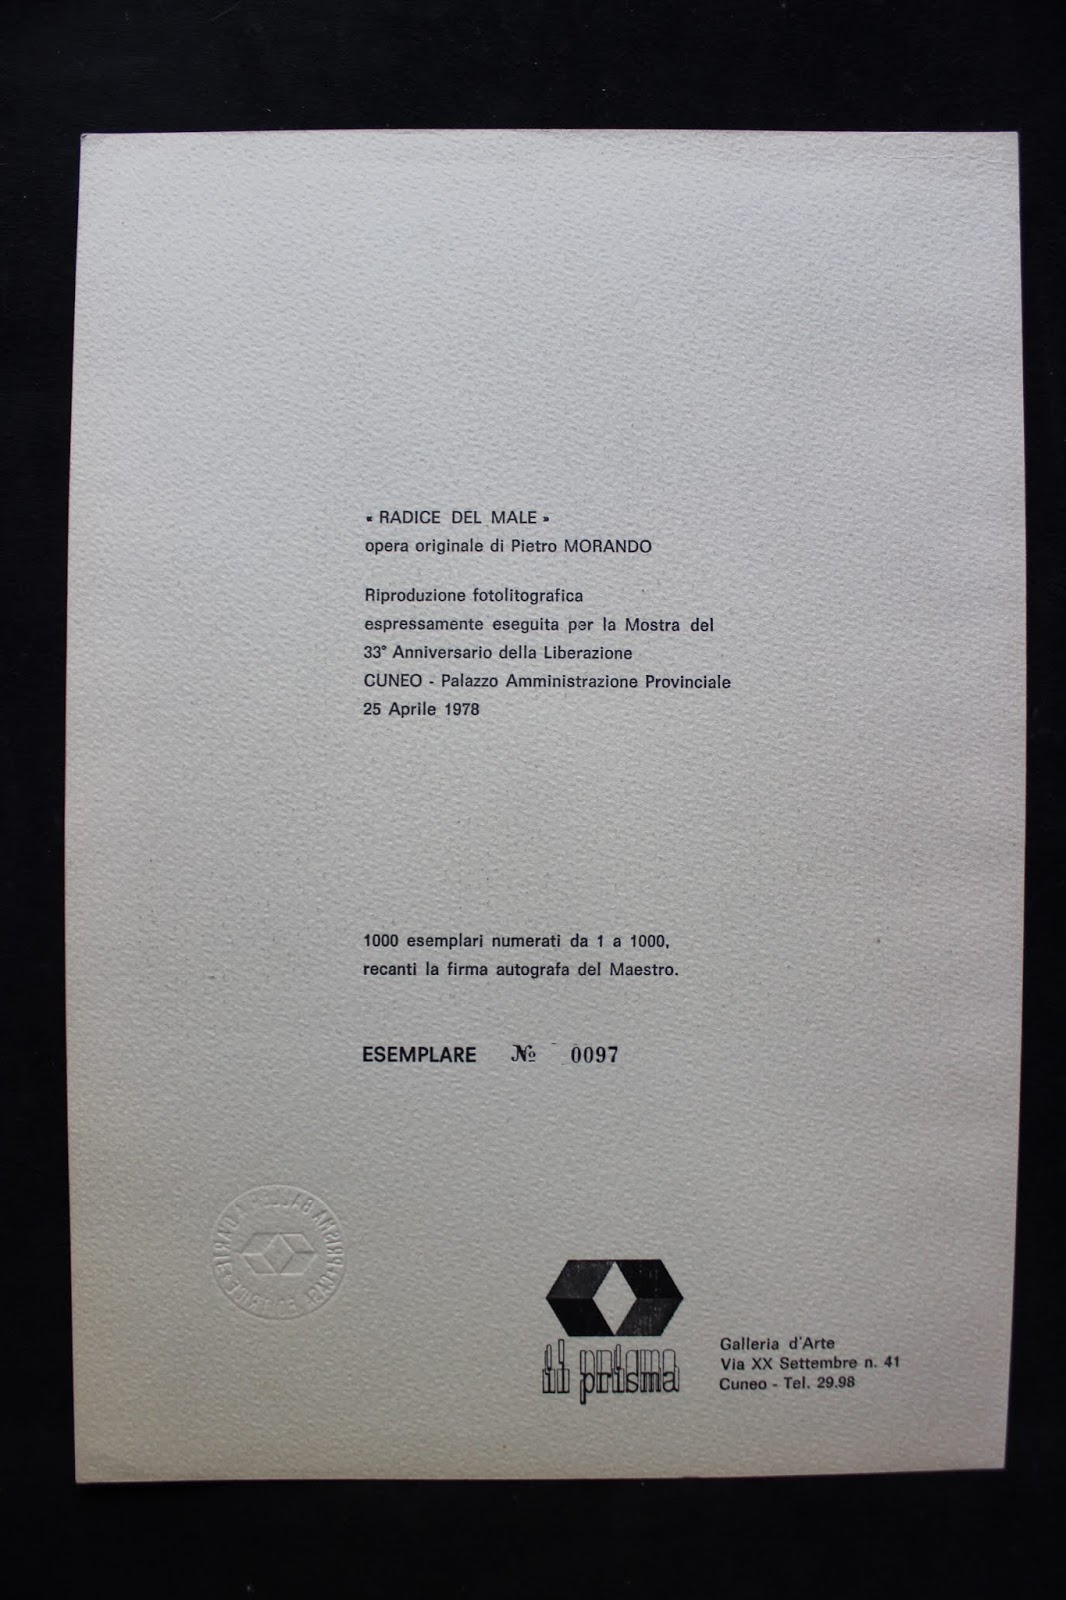 « RADICE DEL MALE »
opera originale di Pietro MORANDO
Riproduzione fotolitografica
espressamente eseguita per la Mostra del
33° Anniversario della Liberazione
CUNEO - Palazzo Amministrazione Provinciale
25 Aprile 1978
1000 esemplari numerati da 1 a 1000,
recanti la firma autografa del Maestro.
ESEMPLARE № 0097
il prisma
Galleria d'Arte
Via XX Settembre n. 41
Cuneo - Tel. 29.98